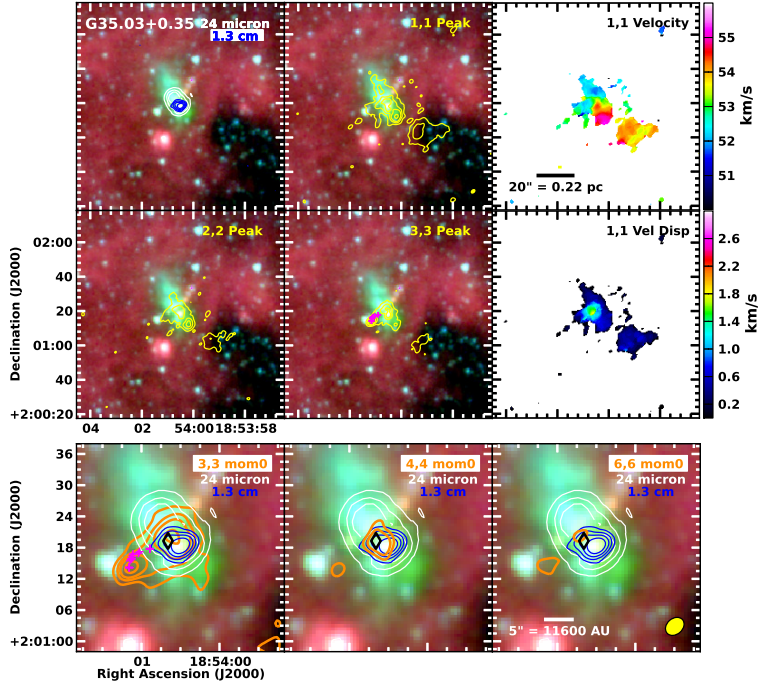 G35.03+0.35 24 micron
1.3 cm
1,1 Peak
1,1 Velocity
20" = 0.22 pc
55
54
53
52
51
km/s
2,2 Peak
3,3 Peak
1,1 Vel Disp
2.6
2.2
1.8
1.4
1.0
0.6
0.2
km/s
Declination (J2000)
02:00
40
20
01:00
40
+2:00:20
04 02 54:00 18:53:58
3,3 mom0
24 micron
1.3 cm
4,4 mom0
24 micron
1.3 cm
6,6 mom0
24 micron
1.3 cm
5" = 11600 AU
Declination (J2000)
36
30
24
18
12
06
+2:01:00
01 18:54:00
Right Ascension (J2000)